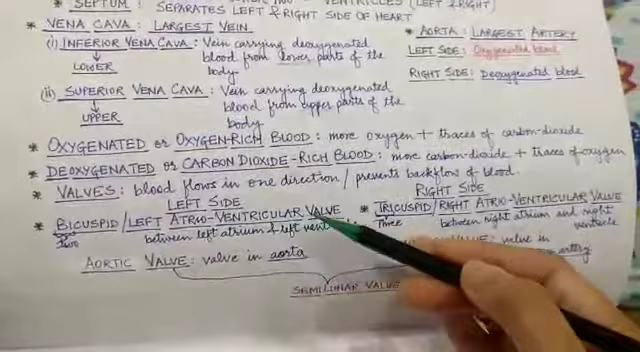 * SEPTUM: SEPARATES LEFT & RIGHT SIDE OF HEART
* VENA CAVA: LARGEST VEIN
(i) INFERIOR VENA CAVA: Vein carrying deoxygenated
blood from lower parts of the
LOWER
body
(ii) SUPERIOR VENA CAVA: Vein carrying deoxygenated
blood from upper parts of the
UPPER
body
* AORTA: LARGEST ARTERY
LEFT SIDE: Oxygenated blood
RIGHT SIDE: Deoxygenated blood
* OXYGENATED or OXYGEN-RICH BLOOD: more oxygen + traces of carbon-dioxide
* DEOXYGENATED or CARBON DIOXIDE-RICH BLOOD: more carbon-dioxide + traces of oxygen
* VALVES: blood flows in one direction/prevents backflow of blood.
LEFT SIDE
* BICUSPID/LEFT ATRIO-VENTRICULAR VALVE
Two
between left atrium & left
AORTIC VALVE: valve in aorta
RIGHT SIDE
* TRICUSPID/RIGHT ATRIO-VENTRICULAR VALVE
Three
between right atrium and right
ventricle
VALVE: valve in
artery
SEMILUNAR VALVE